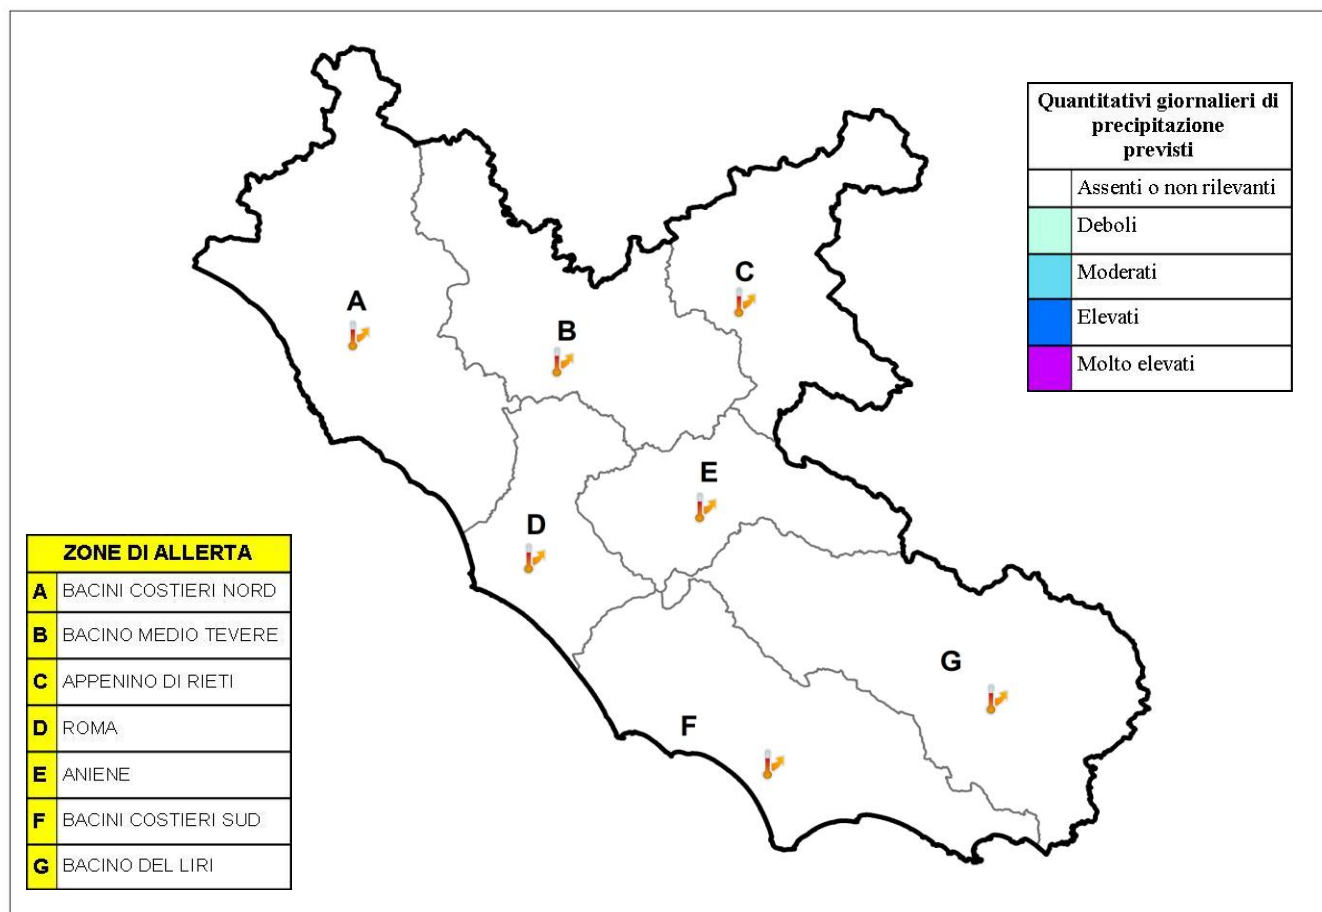 Quantitativi giornalieri di
precipitazione
previsti
Assenti o non rilevanti
Deboli
Moderati
Elevati
Molto elevati
C
A
B
E
D
G
F
ZONE DI ALLERTA
A BACINI COSTIERI NORD
B BACINO MEDIO TEVERE
C APPENINO DI RIETI
D ROMA
E ANIENE
F BACINI COSTIERI SUD
G BACINO DEL LIRI